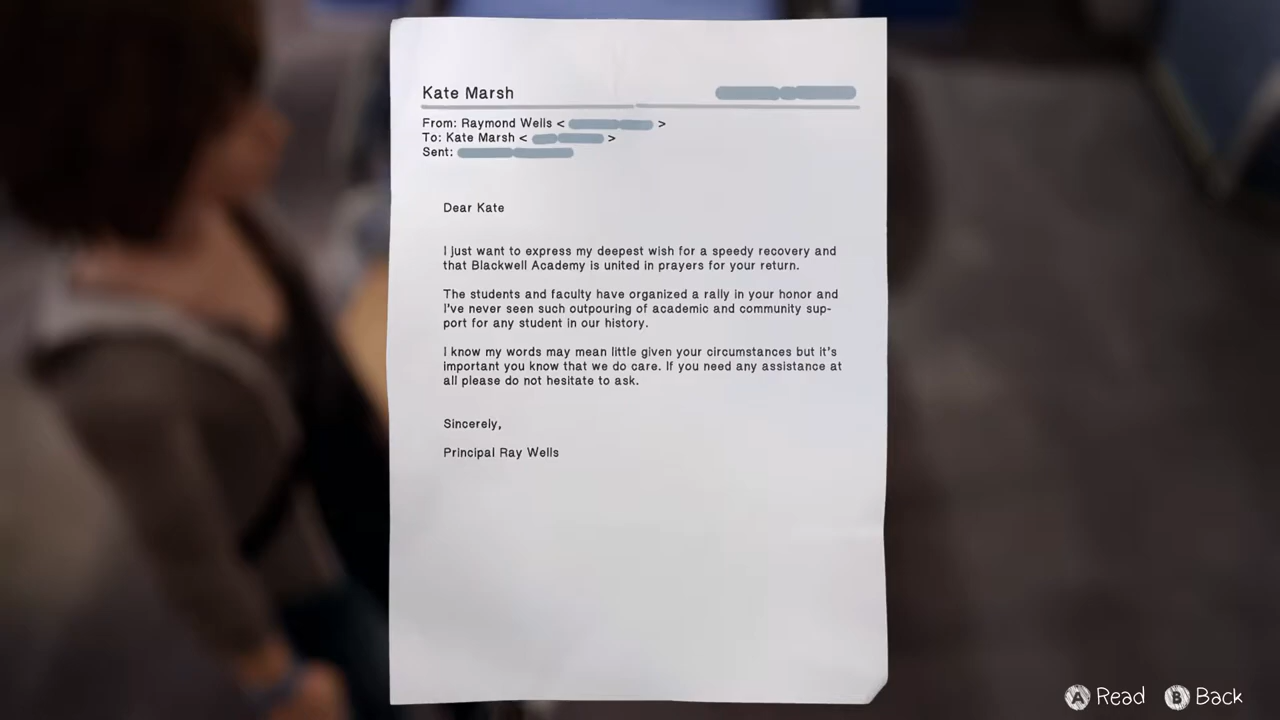 Kate Marsh
From: Raymond Wells < >
To: Kate Marsh < >
Sent:
Dear Kate
I just want to express my deepest wish for a speedy recovery and
that Blackwell Academy is united in prayers for your return.
The students and faculty have organized a rally in your honor and
I've never seen such outpouring of academic and community sup-
port for any student in our history.
I know my words may mean little given your circumstances but it's
important you know that we do care. If you need any assistance at
all please do not hesitate to ask.
Sincerely,
Principal Ray Wells
A Read B Back